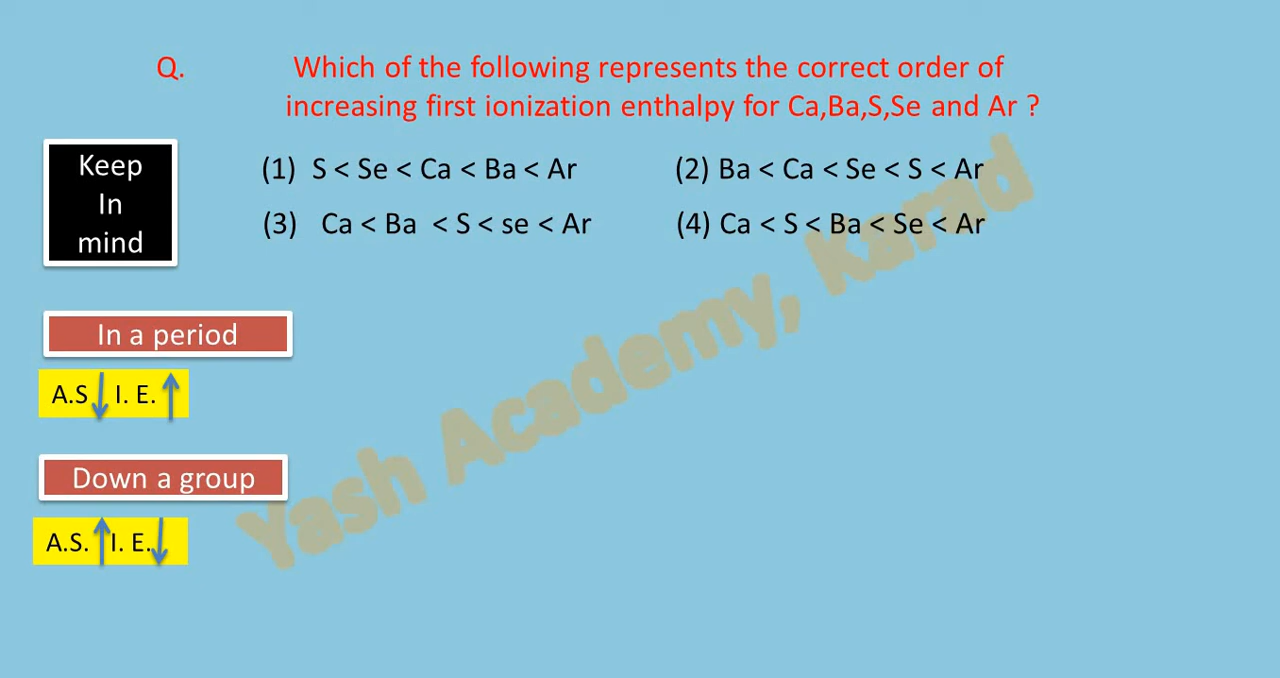 Q. Which of the following represents the correct order of
increasing first ionization enthalpy for Ca,Ba,S,Se and Ar ?
Keep
In
mind
(1) S < Se < Ca < Ba < Ar (2) Ba < Ca < Se < S < Ar
(3) Ca < Ba < S < se < Ar (4) Ca < S < Ba < Se < Ar
In a period
A.S ↓ I. E. ↑
Down a group
A.S. ↑ I. E. ↓
Yash Academy, Karad